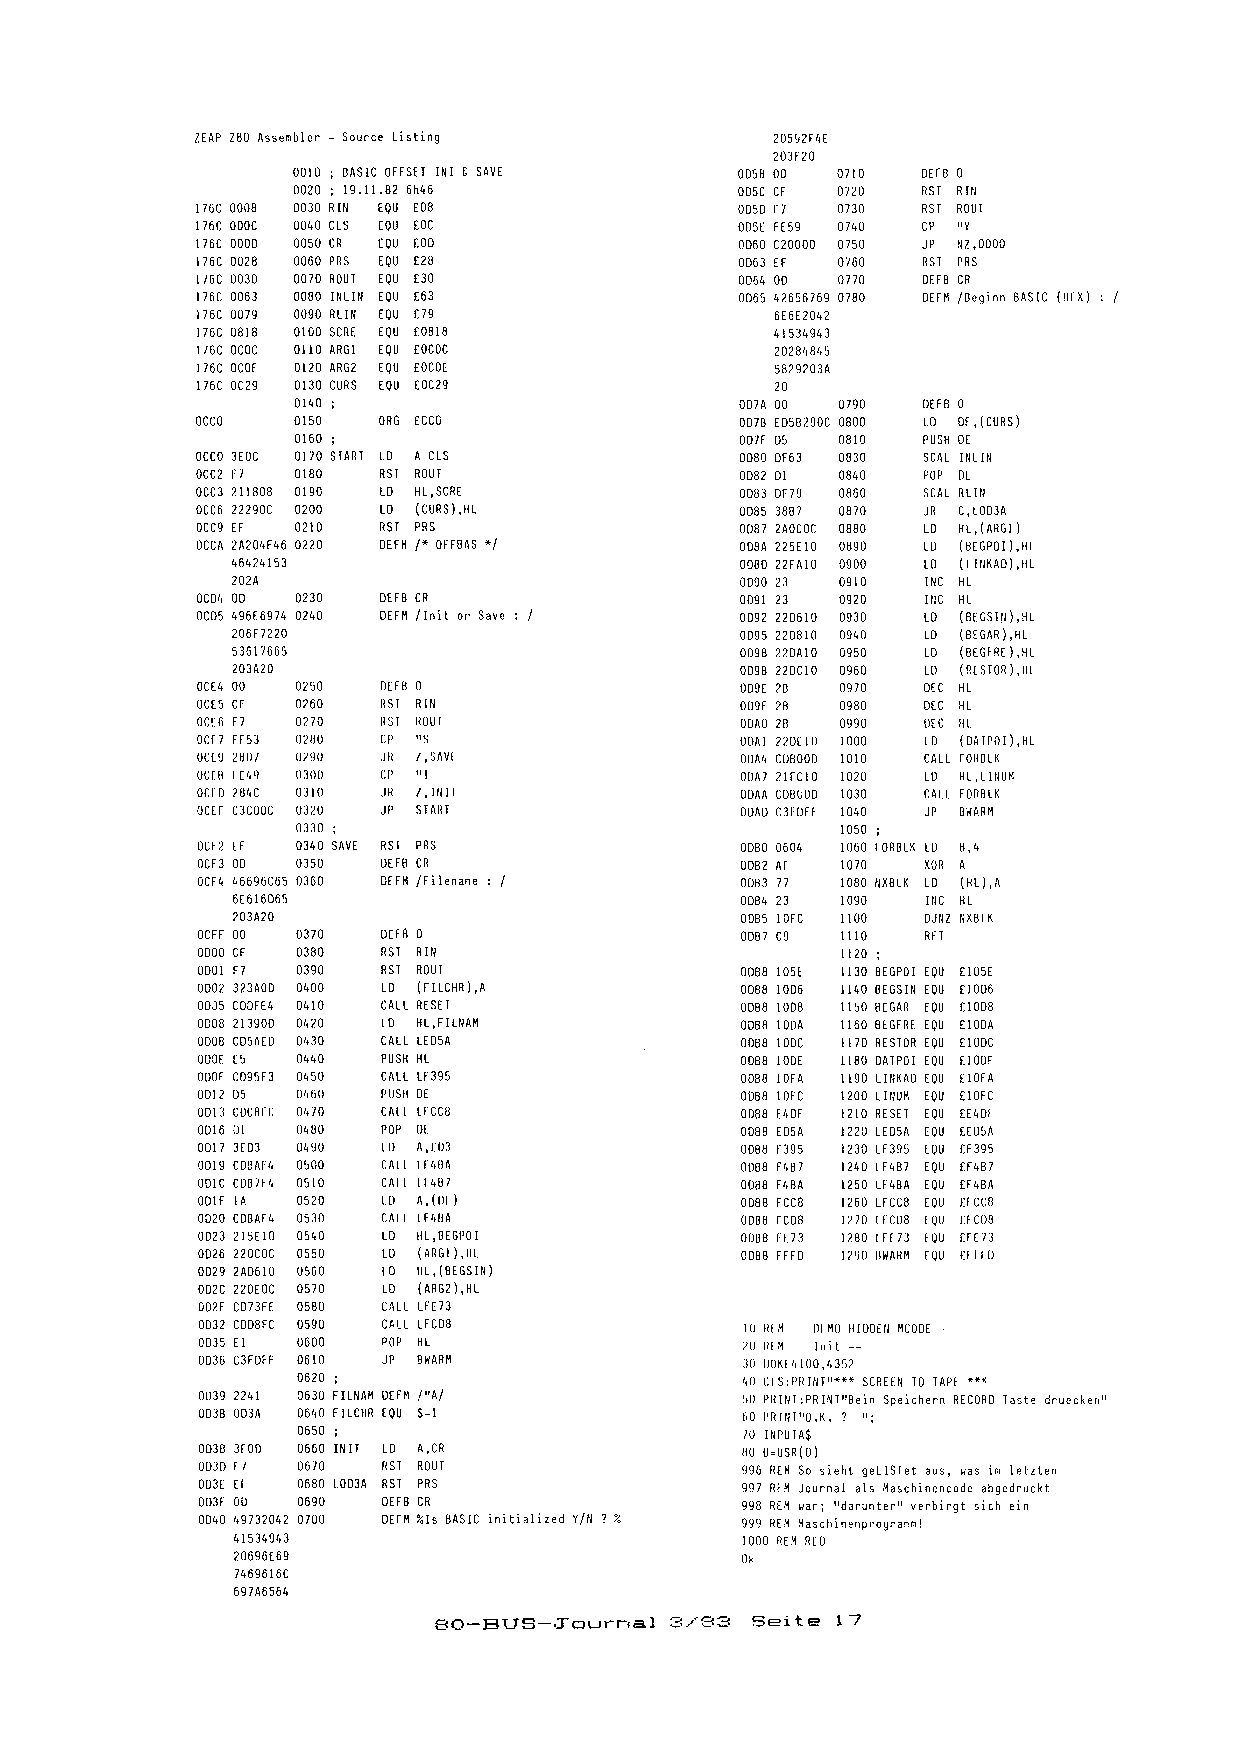 ZEAP Z80 Assembler - Source Listing
0010 ; BASIC OFFSET INI & SAVE
0020 ; 19.11.82 6h46
176C 0008 0030 RIN EQU £08
176C 000C 0040 CLS EQU £0C
176C 000D 0050 CR EQU £0D
176C 0028 0060 PRS EQU £28
176C 0030 0070 ROUT EQU £30
176C 0063 0080 INLIN EQU £63
176C 0079 0090 RLIN EQU £79
176C 0818 0100 SCRE EQU £0818
176C 0C0C 0110 ARG1 EQU £0C0C
176C 0C0E 0120 ARG2 EQU £0C0E
176C 0C29 0130 CURS EQU £0C29
0140 ;
0CC0 0150 ORG £CC0
0160 ;
0CC0 3E0C 0170 START LD A CLS
0CC2 F7 0180 RST ROUT
0CC3 211808 0190 LD HL,SCRE
0CC6 22290C 0200 LD (CURS),HL
0CC9 EF 0210 RST PRS
0CCA 2A204F46 0220 DEFM /* OFFBAS */
46424153
202A
0CD4 0D 0230 DEFB CR
0CD5 496E6974 0240 DEFM /Init or Save : /
206F7220
53617665
203A20
0CE4 00 0250 DEFB 0
0CE5 CF 0260 RST RIN
0CE6 F7 0270 RST ROUT
0CE7 FE53 0280 CP "S
0CE9 2807 0290 JR Z,SAVE
0CEB FE49 0300 CP "I
0CED 284C 0310 JR Z,INIT
0CEF C3C00C 0320 JP START
0330 ;
0CF2 EF 0340 SAVE RST PRS
0CF3 0D 0350 DEFB CR
0CF4 46696C65 0360 DEFM /Filename : /
6E616D65
203A20
0CFF 00 0370 DEFB 0
0D00 CF 0380 RST RIN
0D01 F7 0390 RST ROUT
0D02 323A0D 0400 LD (FILCHR),A
0D05 CDDFE4 0410 CALL RESET
0D08 21390D 0420 LD HL,FILNAM
0D0B CD5AED 0430 CALL LED5A
0D0E E5 0440 PUSH HL
0D0F CD95F3 0450 CALL LF395
0D12 D5 0460 PUSH DE
0D13 CDC8FC 0470 CALL LFCC8
0D16 D1 0480 POP DE
0D17 3ED3 0490 LD A,£D3
0D19 CDBAF4 0500 CALL LF4BA
0D1C CDB7F4 0510 CALL LF4B7
0D1F 1A 0520 LD A,(DE)
0D20 CDBAF4 0530 CALL LF4BA
0D23 215E10 0540 LD HL,BEGPOI
0D26 220C0C 0550 LD (ARG1),HL
0D29 2AD610 0560 LD HL,(BEGSIN)
0D2C 220E0C 0570 LD (ARG2),HL
0D2F CD73FE 0580 CALL LFE73
0D32 CDD8FC 0590 CALL LFCD8
0D35 E1 0600 POP HL
0D36 C3FDFF 0610 JP BWARM
0620 ;
0D39 2241 0630 FILNAM DEFM /"A/
0D3B 0D3A 0640 FILCHR EQU $-1
0650 ;
0D3B 3E0D 0660 INIT LD A,CR
0D3D F7 0670 RST ROUT
0D3E EF 0680 L0D3A RST PRS
0D3F 0D 0690 DEFB CR
0D40 49732042 0700 DEFM %Is BASIC initialized Y/N ? %
41534943
20696E69
7469616C
697A6564
20592F4E
203F20
0D5B 00 0710 DEFB 0
0D5C CF 0720 RST RIN
0D5D F7 0730 RST ROUT
0D5E FE59 0740 CP "Y
0D60 C20000 0750 JP NZ,0000
0D63 EF 0760 RST PRS
0D64 0D 0770 DEFB CR
0D65 42656769 0780 DEFM /Beginn BASIC (HEX) : /
6E6E2042
41534943
20284845
5829203A
20
0D7A 00 0790 DEFB 0
0D7B ED5B290C 0800 LD DE,(CURS)
0D7F D5 0810 PUSH DE
0D80 DF63 0830 SCAL INLIN
0D82 D1 0840 POP DE
0D83 DF79 0860 SCAL RLIN
0D85 38B7 0870 JR C,L0D3A
0D87 2A0C0C 0880 LD HL,(ARG1)
0D8A 225E10 0890 LD (BEGPOI),HL
0D8D 22FA10 0900 LD (LINKAD),HL
0D90 23 0910 INC HL
0D91 23 0920 INC HL
0D92 22D610 0930 LD (BEGSIN),HL
0D95 22D810 0940 LD (BEGAR),HL
0D98 22DA10 0950 LD (BEGFRE),HL
0D9B 22DC10 0960 LD (RESTOR),HL
0D9E 2B 0970 DEC HL
0D9F 2B 0980 DEC HL
0DA0 2B 0990 DEC HL
0DA1 22DE10 1000 LD (DATPOI),HL
0DA4 CDB00D 1010 CALL FORBLK
0DA7 21FC10 1020 LD HL,LINUM
0DAA CDB00D 1030 CALL FORBLK
0DAD C3FDFF 1040 JP BWARM
1050 ;
0DB0 0604 1060 FORBLK LD B,4
0DB2 AF 1070 XOR A
0DB3 77 1080 NXBLK LD (HL),A
0DB4 23 1090 INC HL
0DB5 10FC 1100 DJNZ NXBLK
0DB7 C9 1110 RET
1120 ;
0DB8 105E 1130 BEGPOI EQU £105E
0DB8 10D6 1140 BEGSIN EQU £10D6
0DB8 10D8 1150 BEGAR EQU £10D8
0DB8 10DA 1160 BEGFRE EQU £10DA
0DB8 10DC 1170 RESTOR EQU £10DC
0DB8 10DE 1180 DATPOI EQU £10DE
0DB8 10FA 1190 LINKAD EQU £10FA
0DB8 10FC 1200 LINUM EQU £10FC
0DB8 E4DF 1210 RESET EQU £E4DF
0DB8 ED5A 1220 LED5A EQU £ED5A
0DB8 F395 1230 LF395 EQU £F395
0DB8 F4B7 1240 LF4B7 EQU £F4B7
0DB8 F4BA 1250 LF4BA EQU £F4BA
0DB8 FCC8 1260 LFCC8 EQU £FCC8
0DB8 FCD8 1270 LFCD8 EQU £FCD8
0DB8 FE73 1280 LFE73 EQU £FE73
0DB8 FFFD 1290 BWARM EQU £FFFD
10 REM DEMO HIDDEN MCODE -
20 REM Init --
30 DOKE4100,4352
40 CLS:PRINT"*** SCREEN TO TAPE ***
50 PRINT:PRINT"Bein Speichern RECORD Taste druecken"
60 PRINT"O.K. ? ";
70 INPUTA$
80 U=USR(0)
996 REM So sieht geLISTet aus, was im letzten
997 REM Journal als Maschinencode abgedruckt
998 REM war; "darunter" verbirgt sich ein
999 REM Maschinenprogramm!
1000 REM RED
Ok
80-BUS-Journal 3/83 Seite 17